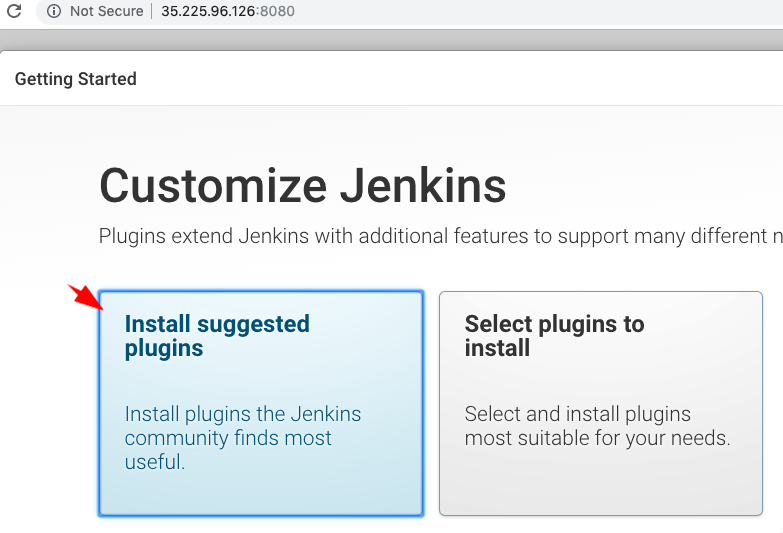 Not Secure | 35.225.96.126:8080
Getting Started
Customize Jenkins
Plugins extend Jenkins with additional features to support many different n
Install suggested
plugins
Install plugins the Jenkins
community finds most
useful.
Select plugins to
install
Select and install plugins
most suitable for your needs.